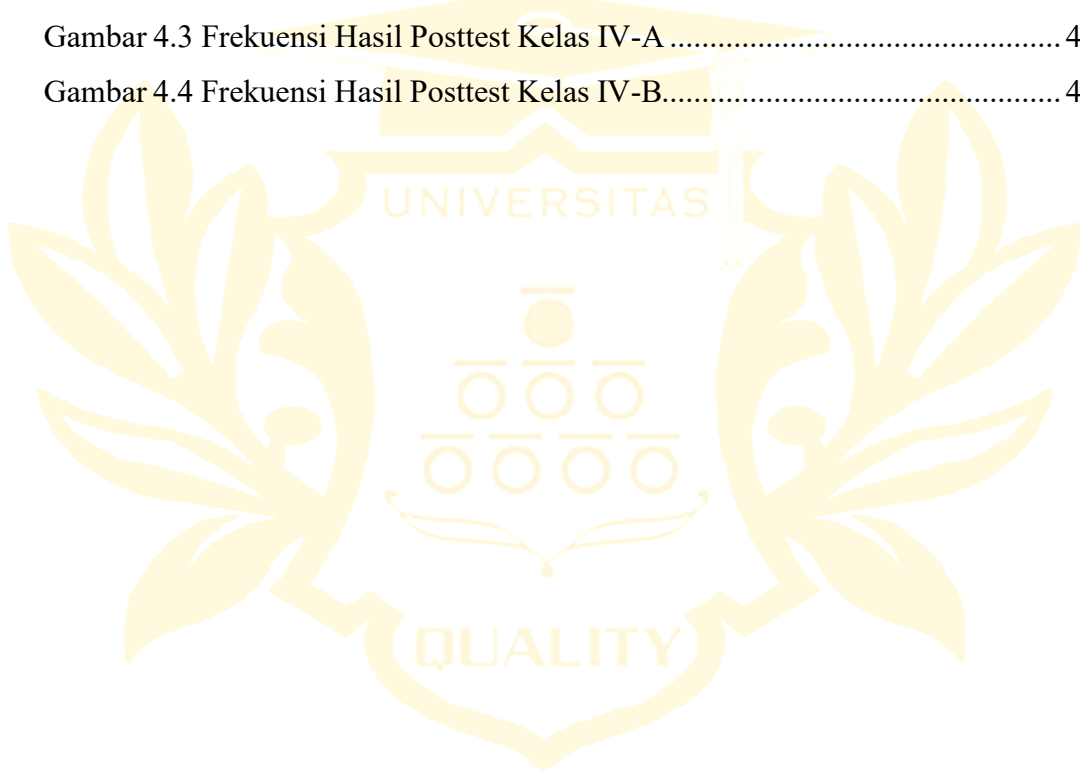 Gambar 4.3 Frekuensi Hasil Posttest Kelas IV-A ................................................ 4
Gambar 4.4 Frekuensi Hasil Posttest Kelas IV-B................................................. 4
UNIVERSITAS
QUALITY